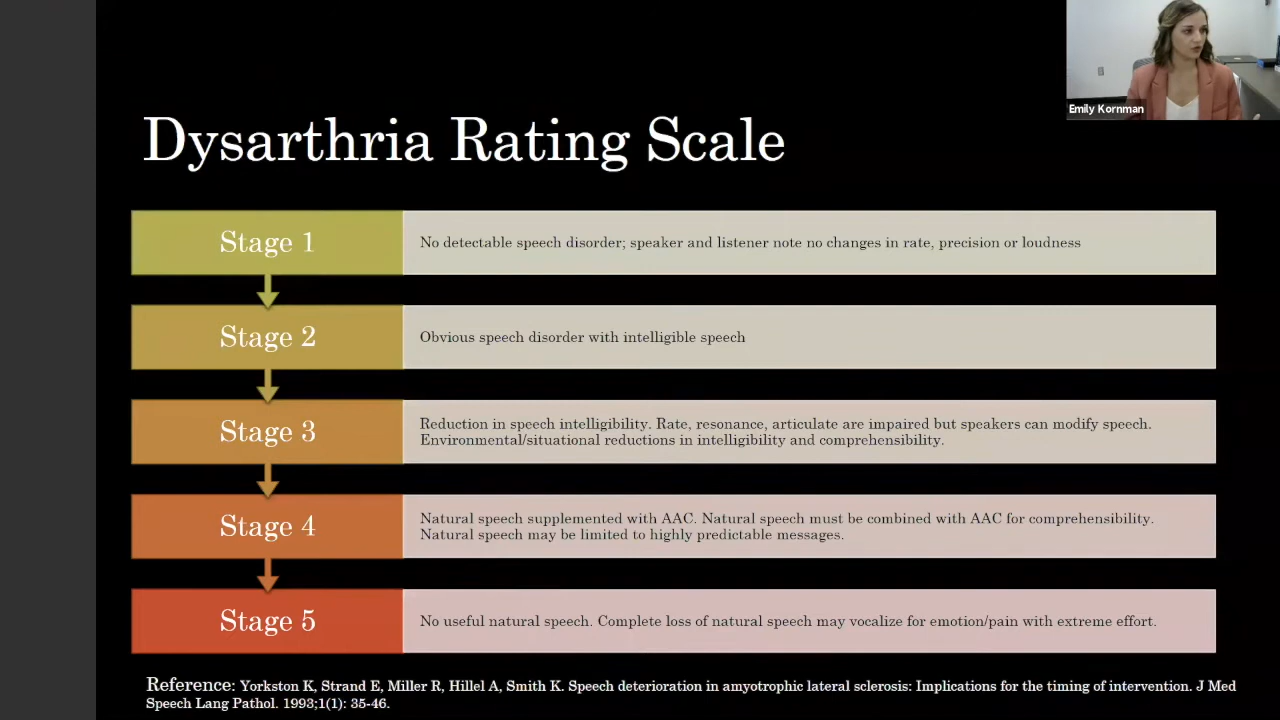 Emily Kornman
Dysarthria Rating Scale
Stage 1
No detectable speech disorder; speaker and listener note no changes in rate, precision or loudness
Stage 2
Obvious speech disorder with intelligible speech
Stage 3
Reduction in speech intelligibility. Rate, resonance, articulate are impaired but speakers can modify speech.
Environmental/situational reductions in intelligibility and comprehensibility.
Stage 4
Natural speech supplemented with AAC. Natural speech must be combined with AAC for comprehensibility.
Natural speech may be limited to highly predictable messages.
Stage 5
No useful natural speech. Complete loss of natural speech may vocalize for emotion/pain with extreme effort.
Reference: Yorkston K, Strand E, Miller R, Hillel A, Smith K. Speech deterioration in amyotrophic lateral sclerosis: Implications for the timing of intervention. J Med
Speech Lang Pathol. 1993;1(1): 35-46.